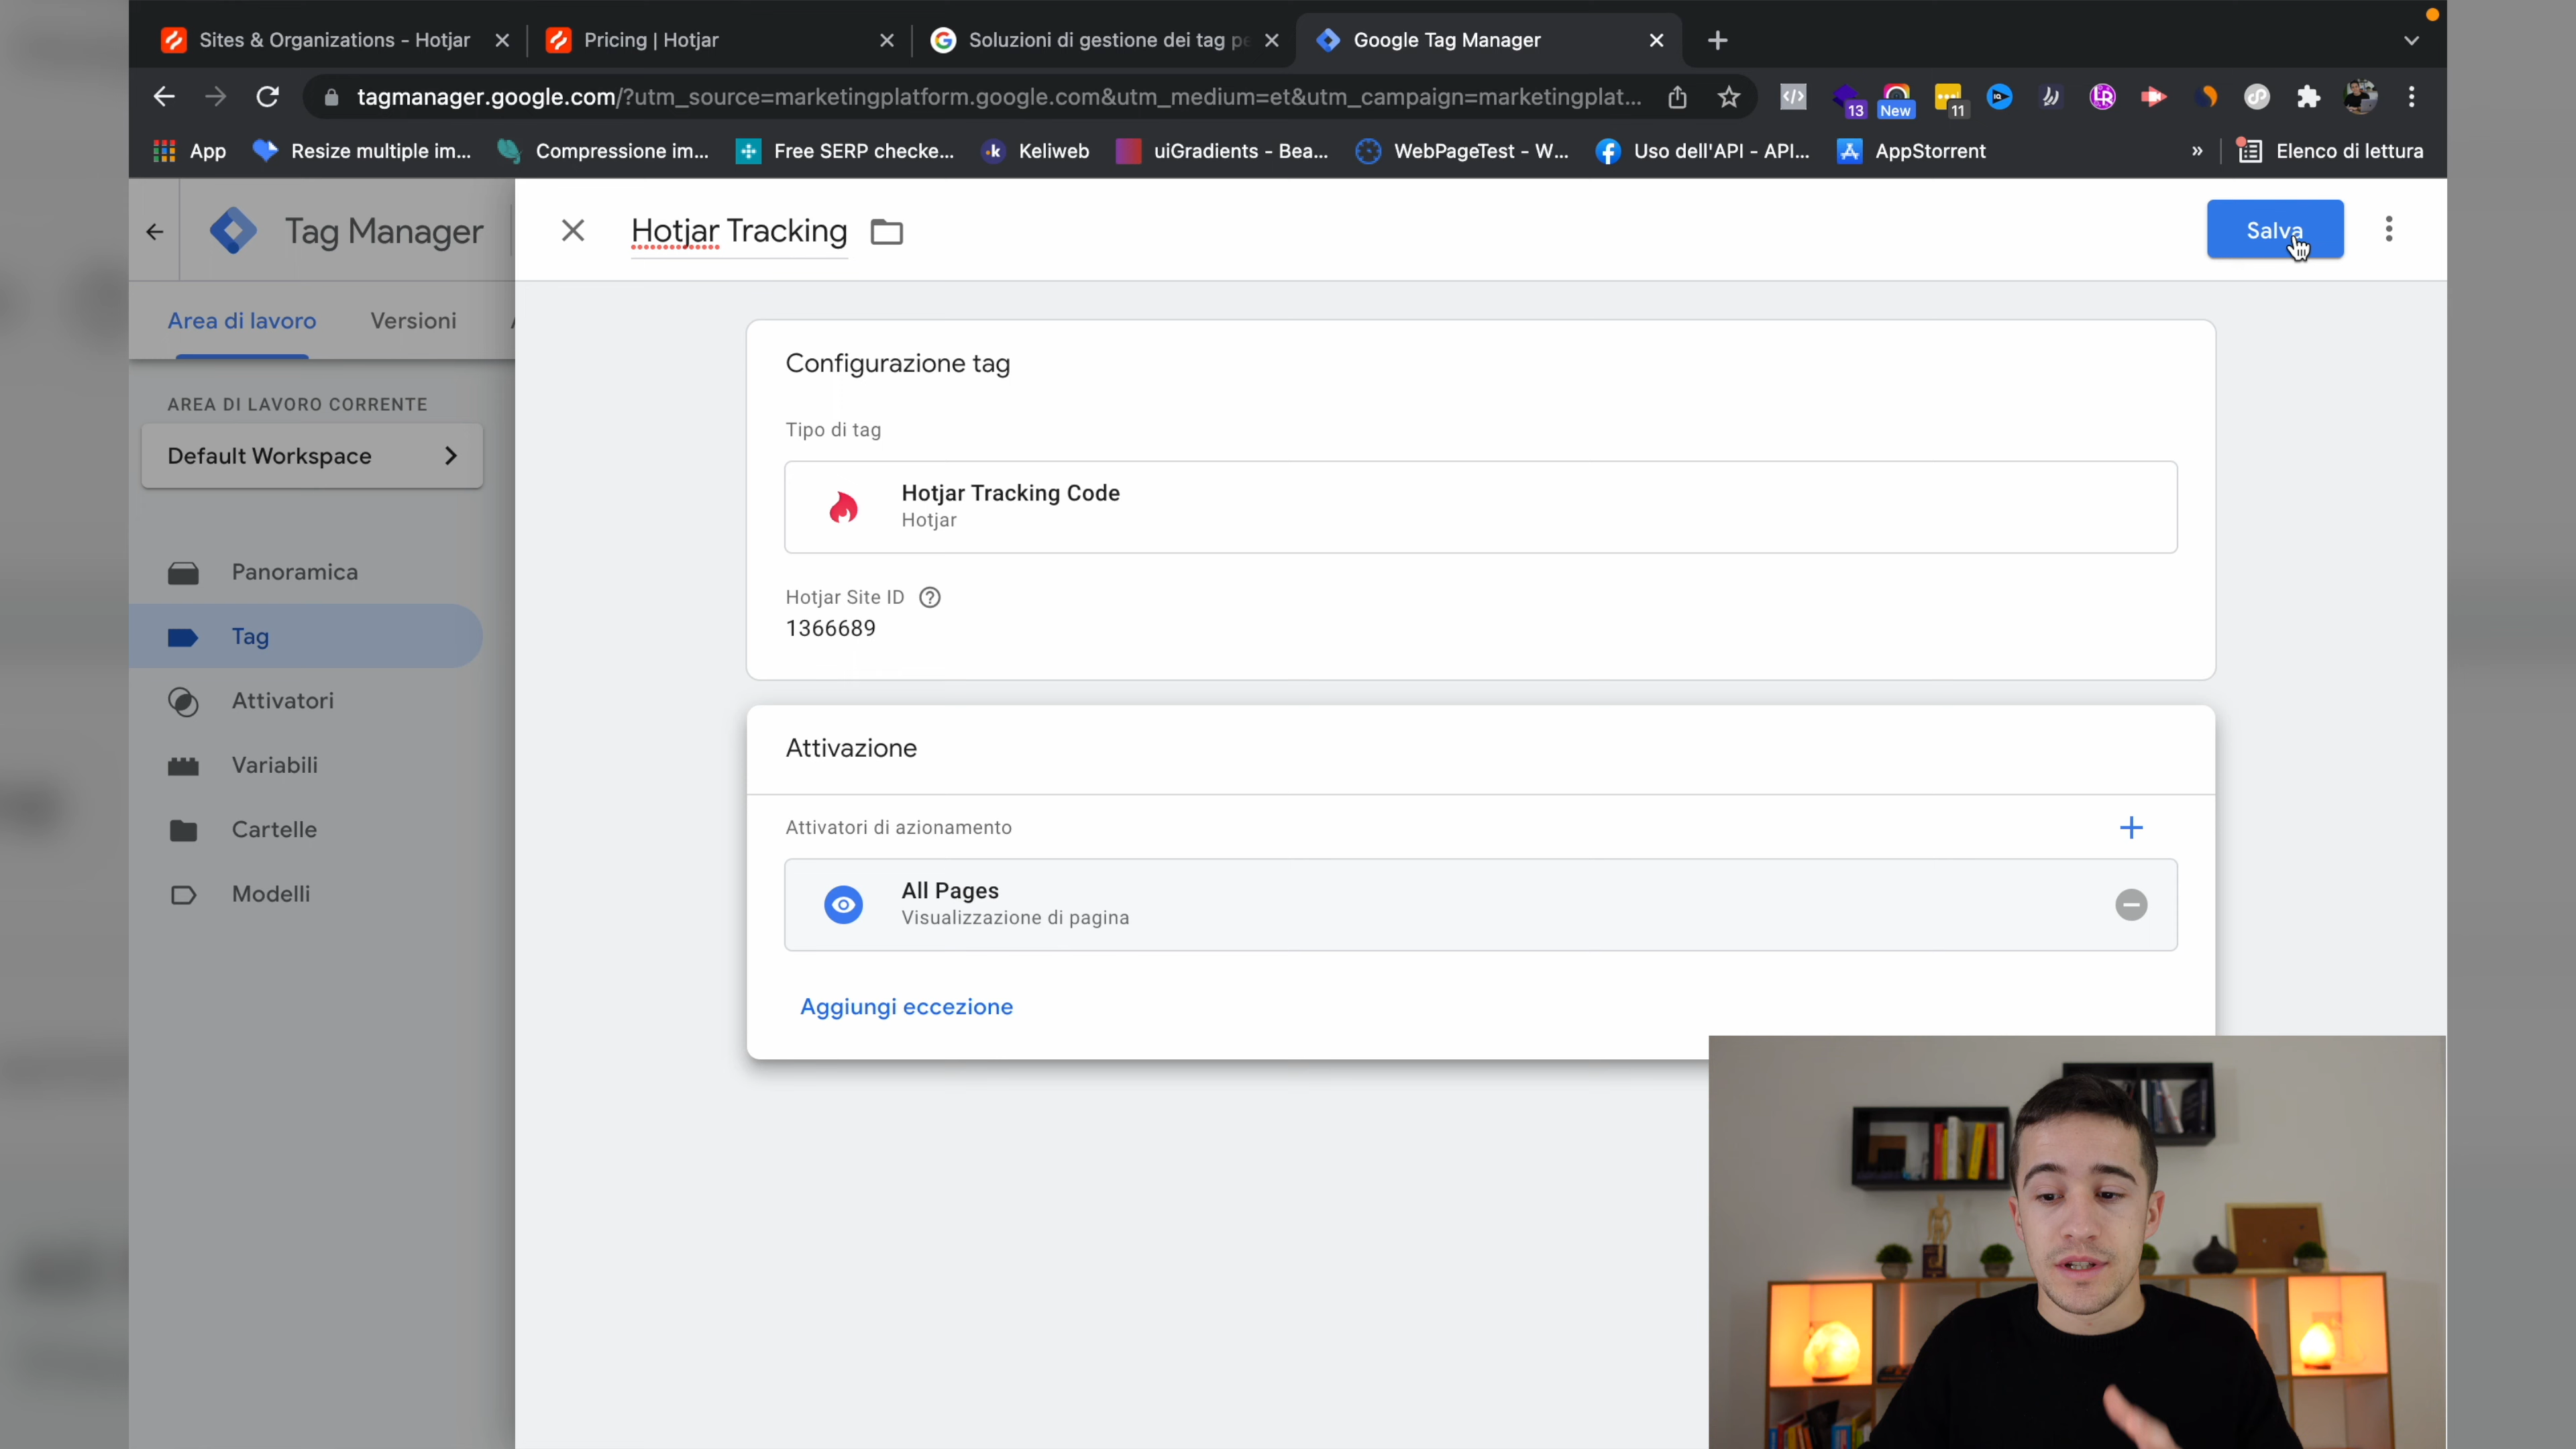 Sites & Organizations - Hotjar
Pricing | Hotjar
Soluzioni di gestione dei tag pe
Google Tag Manager
tagmanager.google.com/?utm_source=marketingplatform.google.com&utm_medium=et&utm_campaign=marketingplat...
13
New
11
App
Resize multiple im...
Compressione im...
Free SERP checke...
Keliweb
uiGradients - Bea...
WebPageTest - W...
Uso dell'API - API...
AppStorrent
»
Elenco di lettura
Tag Manager
Hotjar Tracking
Salva
Area di lavoro
Versioni
AREA DI LAVORO CORRENTE
Default Workspace
Panoramica
Tag
Attivatori
Variabili
Cartelle
Modelli
Configurazione tag
Tipo di tag
Hotjar Tracking Code
Hotjar
Hotjar Site ID
1366689
Attivazione
Attivatori di azionamento
All Pages
Visualizzazione di pagina
Aggiungi eccezione